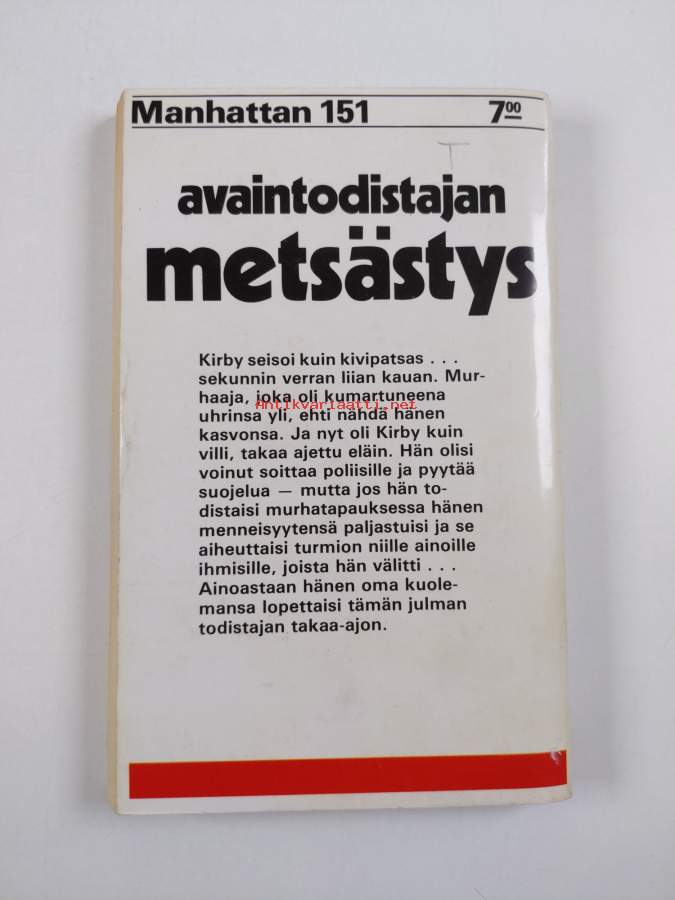 Manhattan 151 7⁰⁰
T
avaintodistajan
metsästys
Kirby seisoi kuin kivipatsas . . .
sekunnin verran liian kauan. Mur-
haaja, joka oli kumartuneena
Antikvariaatti.net
uhrinsa yli, ehti nähdä hänen
kasvonsa. Ja nyt oli Kirby kuin
villi, takaa ajettu eläin. Hän olisi
voinut soittaa poliisille ja pyytää
suojelua — mutta jos hän to-
distaisi murhatapauksessa hänen
menneisyytensä paljastuisi ja se
aiheuttaisi turmion niille ainoille
ihmisille, joista hän välitti . . .
Ainoastaan hänen oma kuole-
mansa lopettaisi tämän julman
todistajan takaa-ajon.